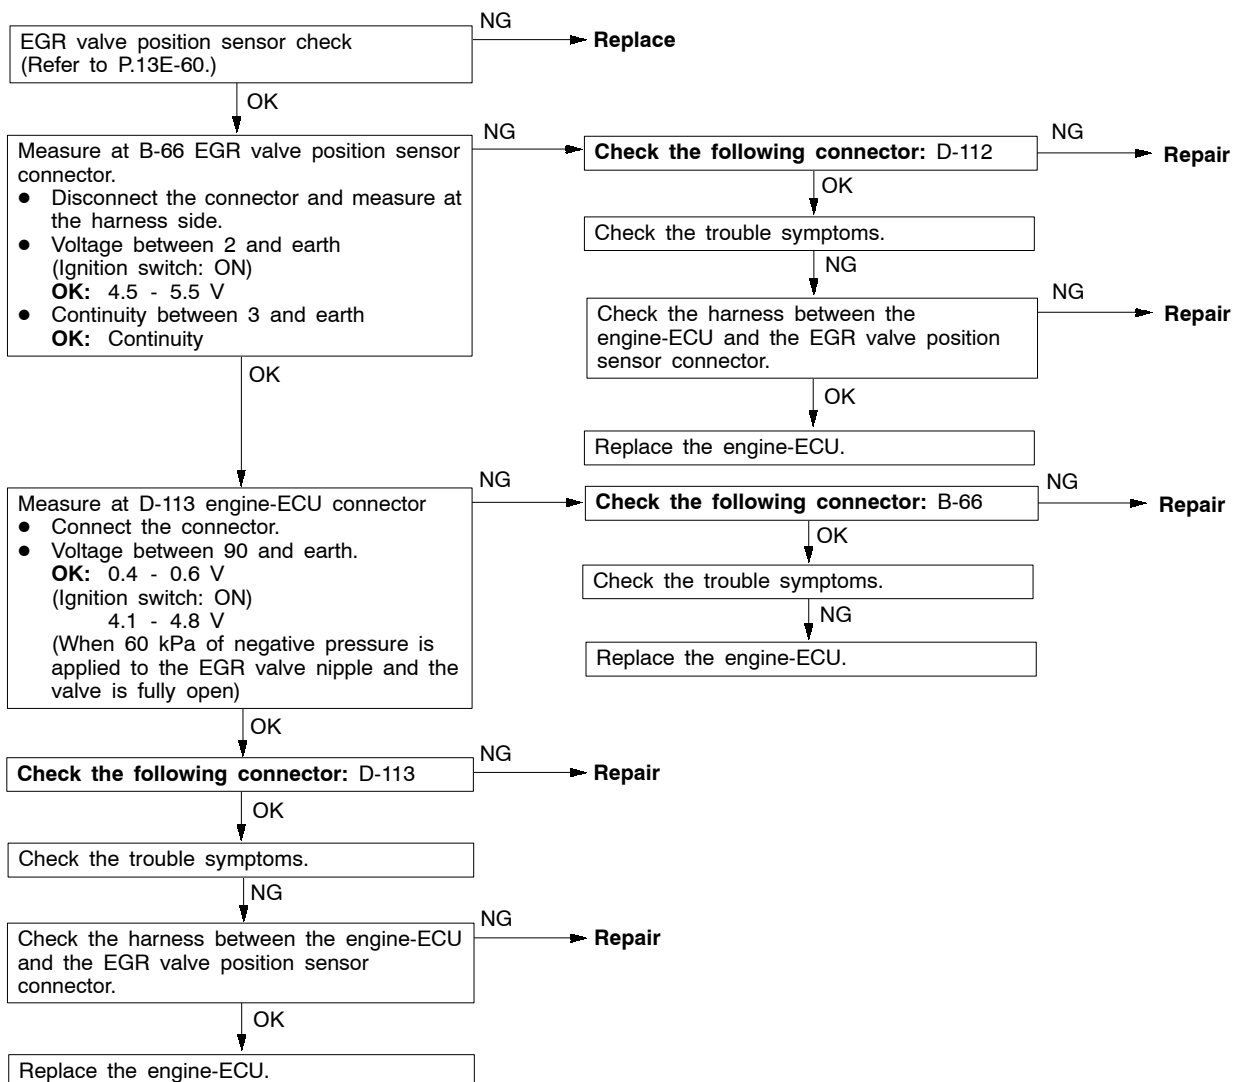 EGR valve position sensor check
(Refer to P.13E-60.)
NG
Replace
OK
Measure at B-66 EGR valve position sensor
connector.
● Disconnect the connector and measure at
the harness side.
● Voltage between 2 and earth
(Ignition switch: ON)
OK: 4.5 - 5.5 V
● Continuity between 3 and earth
OK: Continuity
NG
Check the following connector: D-112
NG
Repair
OK
Check the trouble symptoms.
NG
Check the harness between the
engine-ECU and the EGR valve position
sensor connector.
NG
Repair
OK
Replace the engine-ECU.
OK
Measure at D-113 engine-ECU connector
● Connect the connector.
● Voltage between 90 and earth.
OK: 0.4 - 0.6 V
(Ignition switch: ON)
4.1 - 4.8 V
(When 60 kPa of negative pressure is
applied to the EGR valve nipple and the
valve is fully open)
NG
Check the following connector: B-66
NG
Repair
OK
Check the trouble symptoms.
NG
Replace the engine-ECU.
OK
Check the following connector: D-113
NG
Repair
OK
Check the trouble symptoms.
NG
Check the harness between the engine-ECU
and the EGR valve position sensor
connector.
NG
Repair
OK
Replace the engine-ECU.